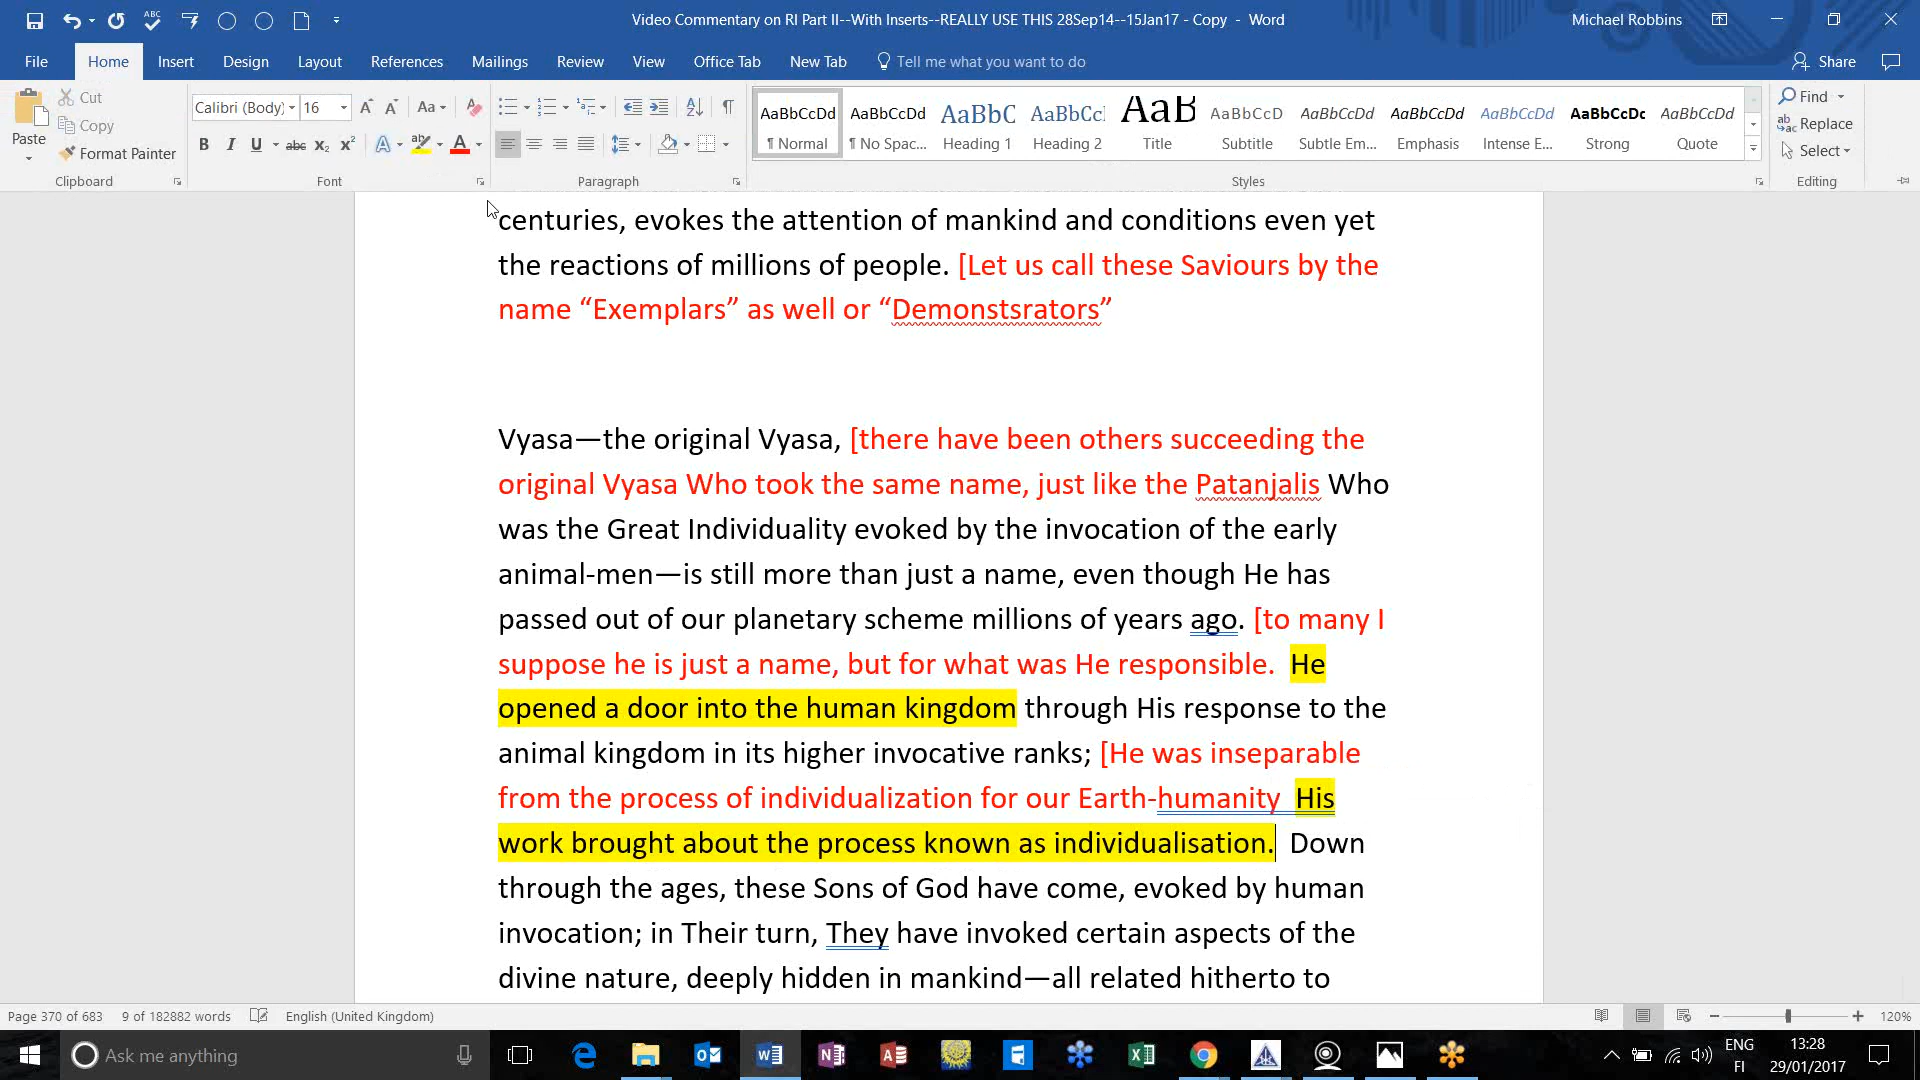 Video Commentary on RI Part II--With Inserts--REALLY USE THIS 28Sep14--15Jan17 - Copy - Word
Michael Robbins
File Home Insert Design Layout References Mailings Review View Office Tab New Tab Tell me what you want to do
Share
Paste
Cut
Copy
Format Painter
Clipboard
Calibri (Body) 16
Font
Paragraph
AaBbCcDd AaBbCcDd AaBbC AaBbCc AaB AaBbCcD AaBbCcDd AaBbCcDd AaBbCcDd AaBbCcDc AaBbCcDd
¶ Normal ¶ No Spac... Heading 1 Heading 2 Title Subtitle Subtle Em... Emphasis Intense E... Strong Quote
Styles
Find
Replace
Select
Editing
centuries, evokes the attention of mankind and conditions even yet
the reactions of millions of people. [Let us call these Saviours by the
name “Exemplars” as well or “Demonstsrators”
Vyasa—the original Vyasa, [there have been others succeeding the
original Vyasa Who took the same name, just like the Patanjalis Who
was the Great Individuality evoked by the invocation of the early
animal-men—is still more than just a name, even though He has
passed out of our planetary scheme millions of years ago. [to many I
suppose he is just a name, but for what was He responsible. He
opened a door into the human kingdom through His response to the
animal kingdom in its higher invocative ranks; [He was inseparable
from the process of individualization for our Earth-humanity His
work brought about the process known as individualisation. Down
through the ages, these Sons of God have come, evoked by human
invocation; in Their turn, They have invoked certain aspects of the
divine nature, deeply hidden in mankind—all related hitherto to
Page 370 of 683 9 of 182882 words English (United Kingdom)
120%
Ask me anything
ENG
FI
13:28
29/01/2017